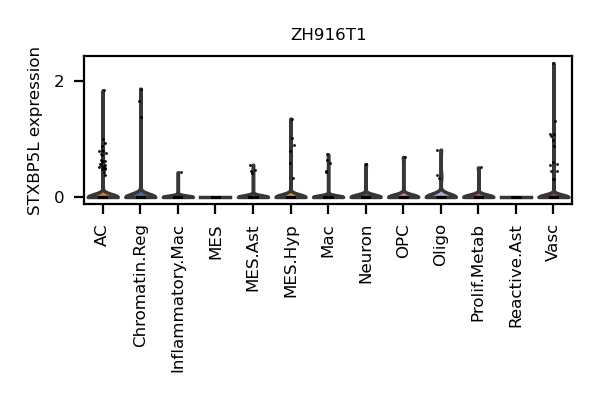 ZH916T1
STXBP5L expression
2
0
AC
Chromatin.Reg
Inflammatory.Mac
MES
MES.Ast
MES.Hyp
Mac
Neuron
OPC
Oligo
Prolif.Metab
Reactive.Ast
Vasc